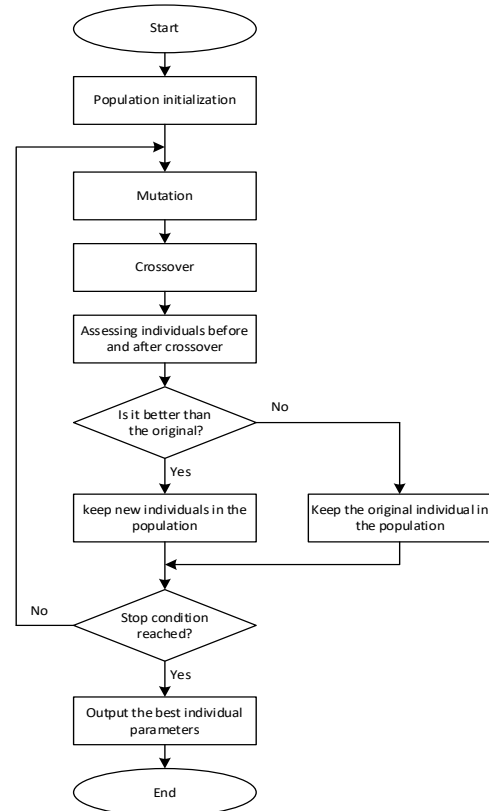 Start
Population initialization
Mutation
Crossover
Assessing individuals before
and after crossover
Is it better than
the original?
No
Yes
keep new individuals in the
population
Keep the original individual in
the population
No
Stop condition
reached?
Yes
Output the best individual
parameters
End